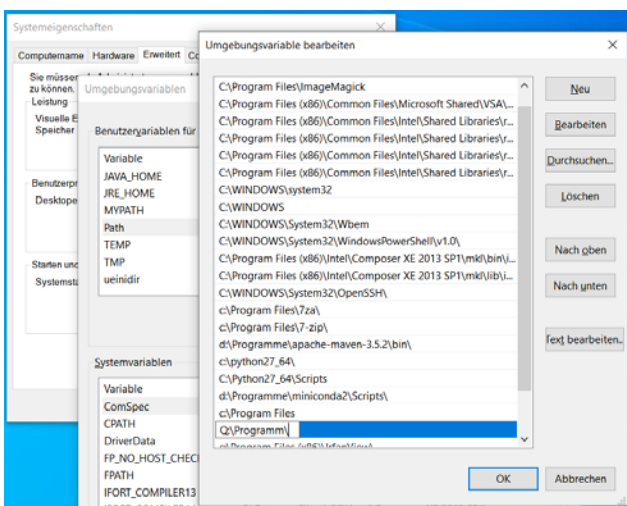 Systemeigenschaften
Computername Hardware Erweitert
Sie müssen
zu können.
Leistung
Visuelle E
Speicher
Benutzerpr
Desktope
Starten und
Systemsta
Umgebungsvariablen
Benutzervariablen für
Variable
JAVA_HOME
JRE_HOME
MYPATH
Path
TEMP
TMP
ueinidir
Systemvariablen
Variable
ComSpec
CPATH
DriverData
FP_NO_HOST_CHEC
FPATH
IFORT_COMPILER13
Umgebungsvariable bearbeiten
C:\Program Files\ImageMagick
C:\Program Files (x86)\Common Files\Microsoft Shared\VSA\...
C:\Program Files (x86)\Common Files\Intel\Shared Libraries\r...
C:\Program Files (x86)\Common Files\Intel\Shared Libraries\r...
C:\Program Files (x86)\Common Files\Intel\Shared Libraries\r...
C:\Program Files (x86)\Common Files\Intel\Shared Libraries\r...
C:\WINDOWS\system32
C:\WINDOWS
C:\WINDOWS\System32\Wbem
C:\WINDOWS\System32\WindowsPowerShell\v1.0\
C:\Program Files (x86)\Intel\Composer XE 2013 SP1\mkl\bin\i...
C:\Program Files (x86)\Intel\Composer XE 2013 SP1\mkl\lib\i...
C:\WINDOWS\System32\OpenSSH\
c:\Program Files\7za\
c:\Program Files\7-zip\
d:\Programme\apache-maven-3.5.2\bin\
c:\python27_64\
C:\Python27_64\Scripts
d:\Programme\miniconda2\Scripts\
c:\Program Files
Q:\Programm\
Program Files (x86)\IrfanView\
Neu
Bearbeiten
Durchsuchen...
Löschen
Nach oben
Nach unten
Text bearbeiten...
OK
Abbrechen